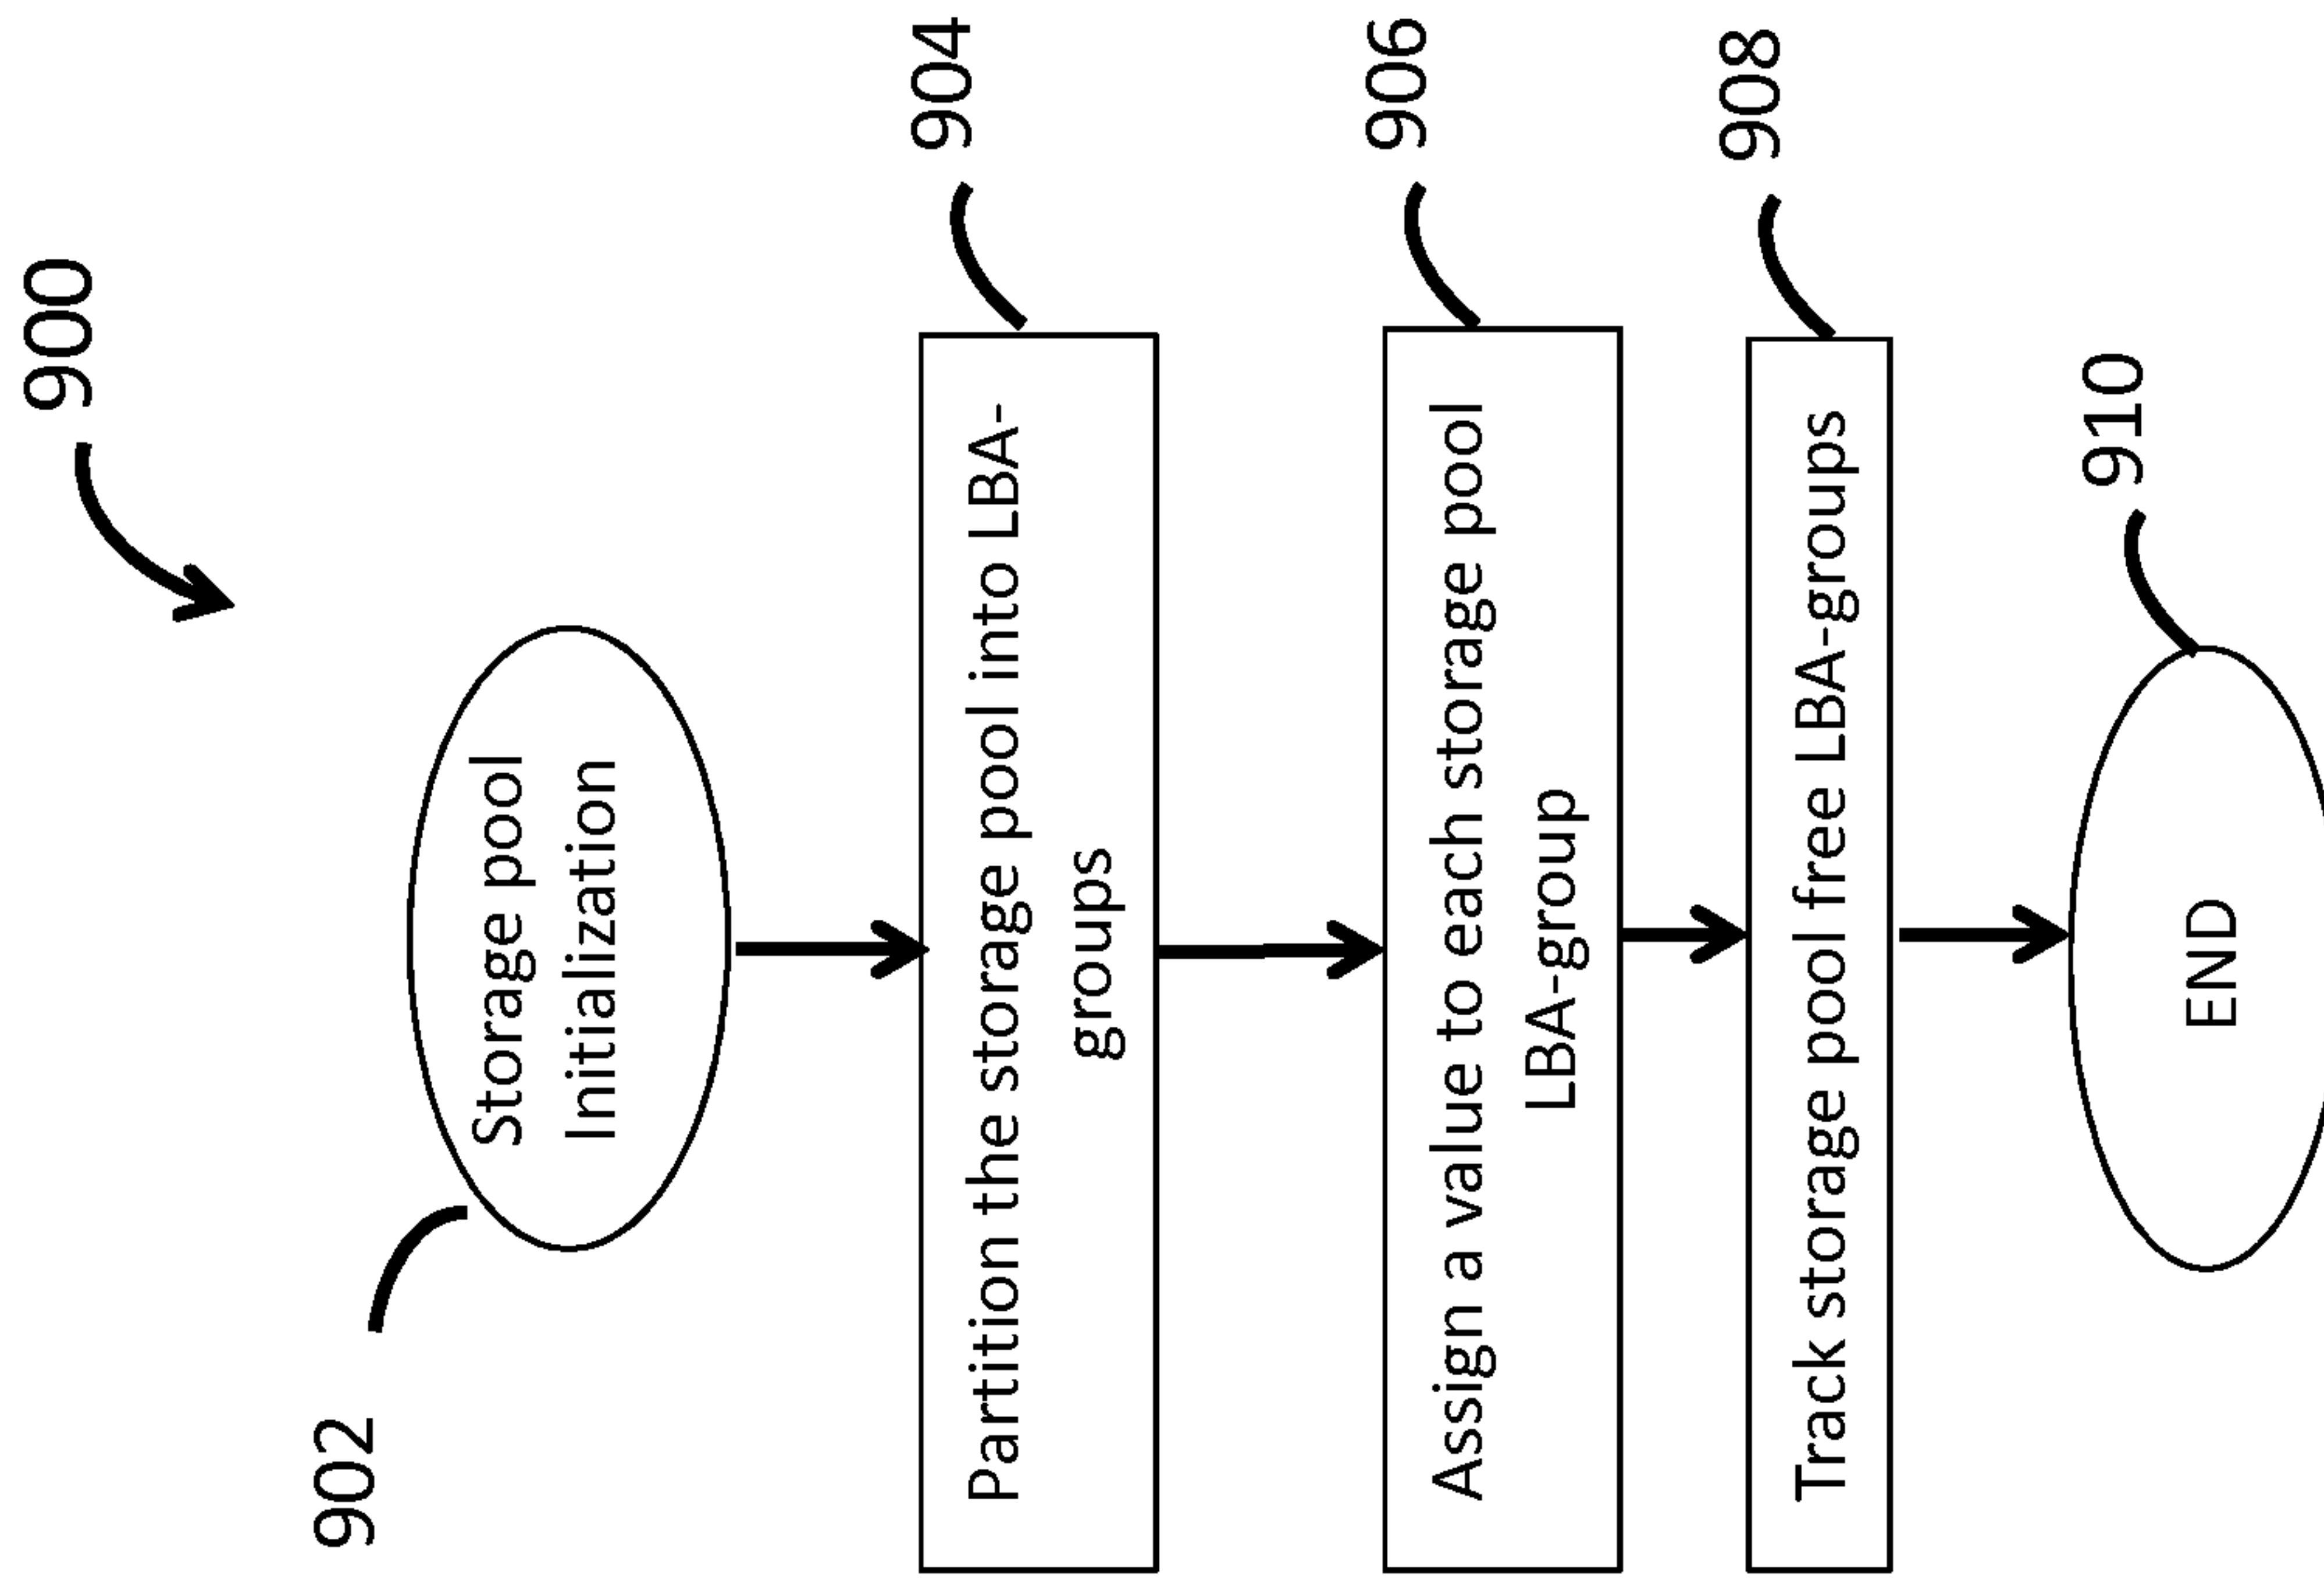 900
902
Storage pool
Initialization
904
Partition the storage pool into LBA-
groups
906
Assign a value to each storage pool
LBA-group
908
Track storage pool free LBA-groups
910
END